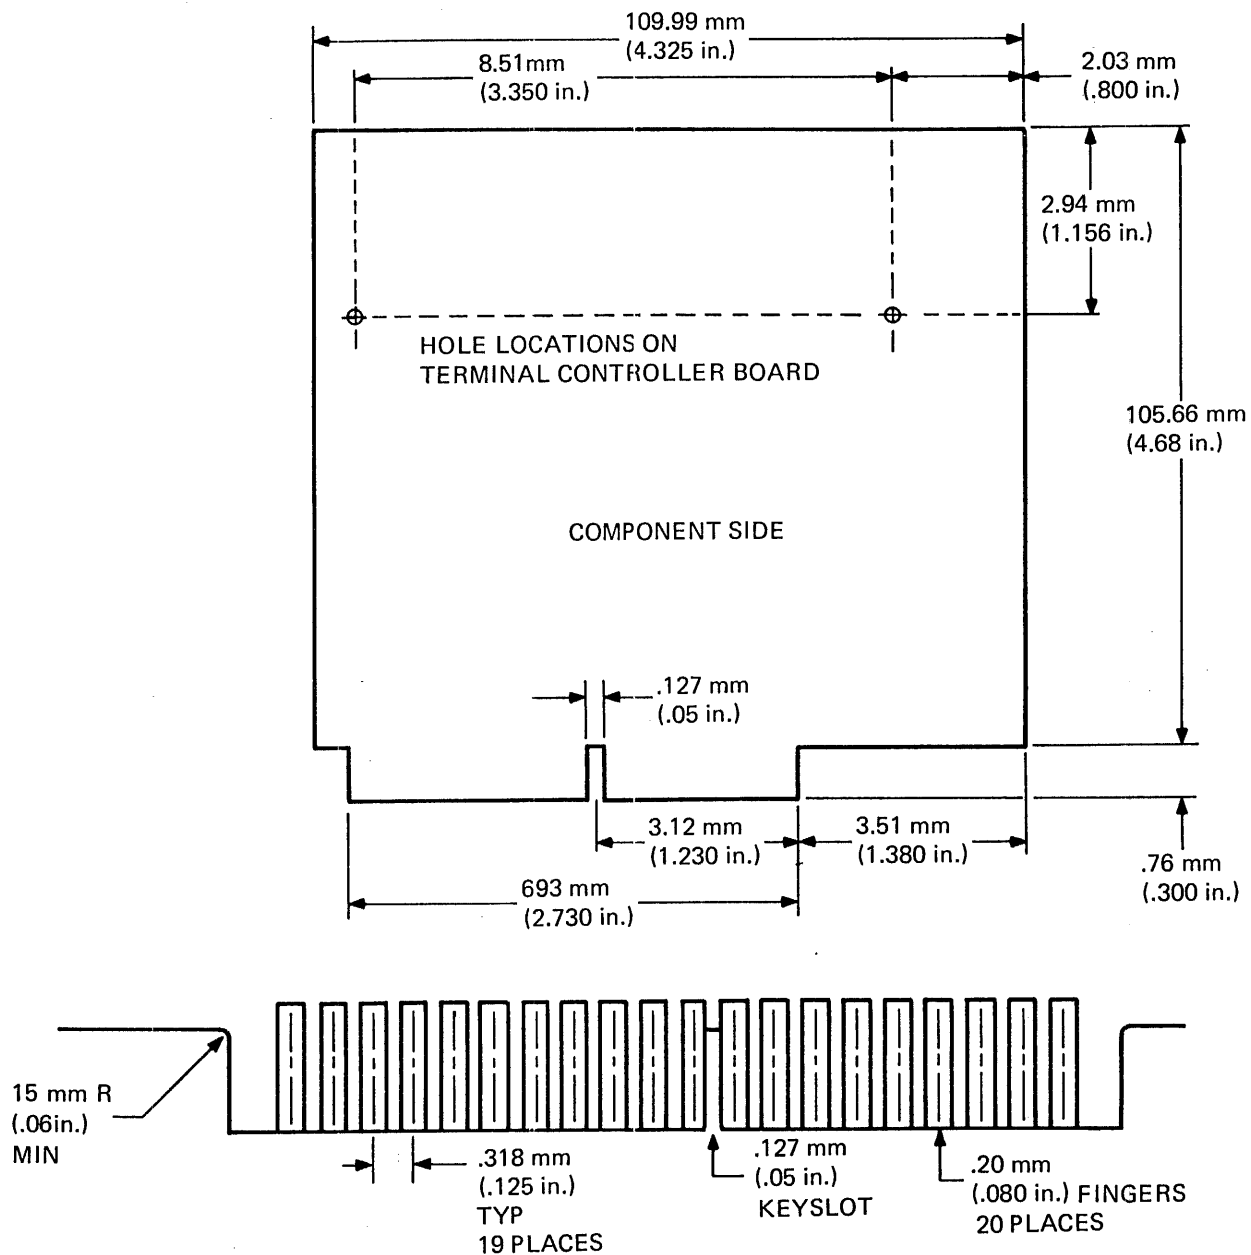 109.99 mm
(4.325 in.)
8.51mm
(3.350 in.)
2.03 mm
(.800 in.)
2.94 mm
(1.156 in.)
HOLE LOCATIONS ON
TERMINAL CONTROLLER BOARD
105.66 mm
(4.68 in.)
COMPONENT SIDE
.127 mm
(.05 in.)
3.12 mm
(1.230 in.)
3.51 mm
(1.380 in.)
.76 mm
(.300 in.)
693 mm
(2.730 in.)
15 mm R
(.06in.)
MIN
.318 mm
(.125 in.)
TYP
19 PLACES
.127 mm
(.05 in.)
KEYSLOT
.20 mm
(.080 in.) FINGERS
20 PLACES